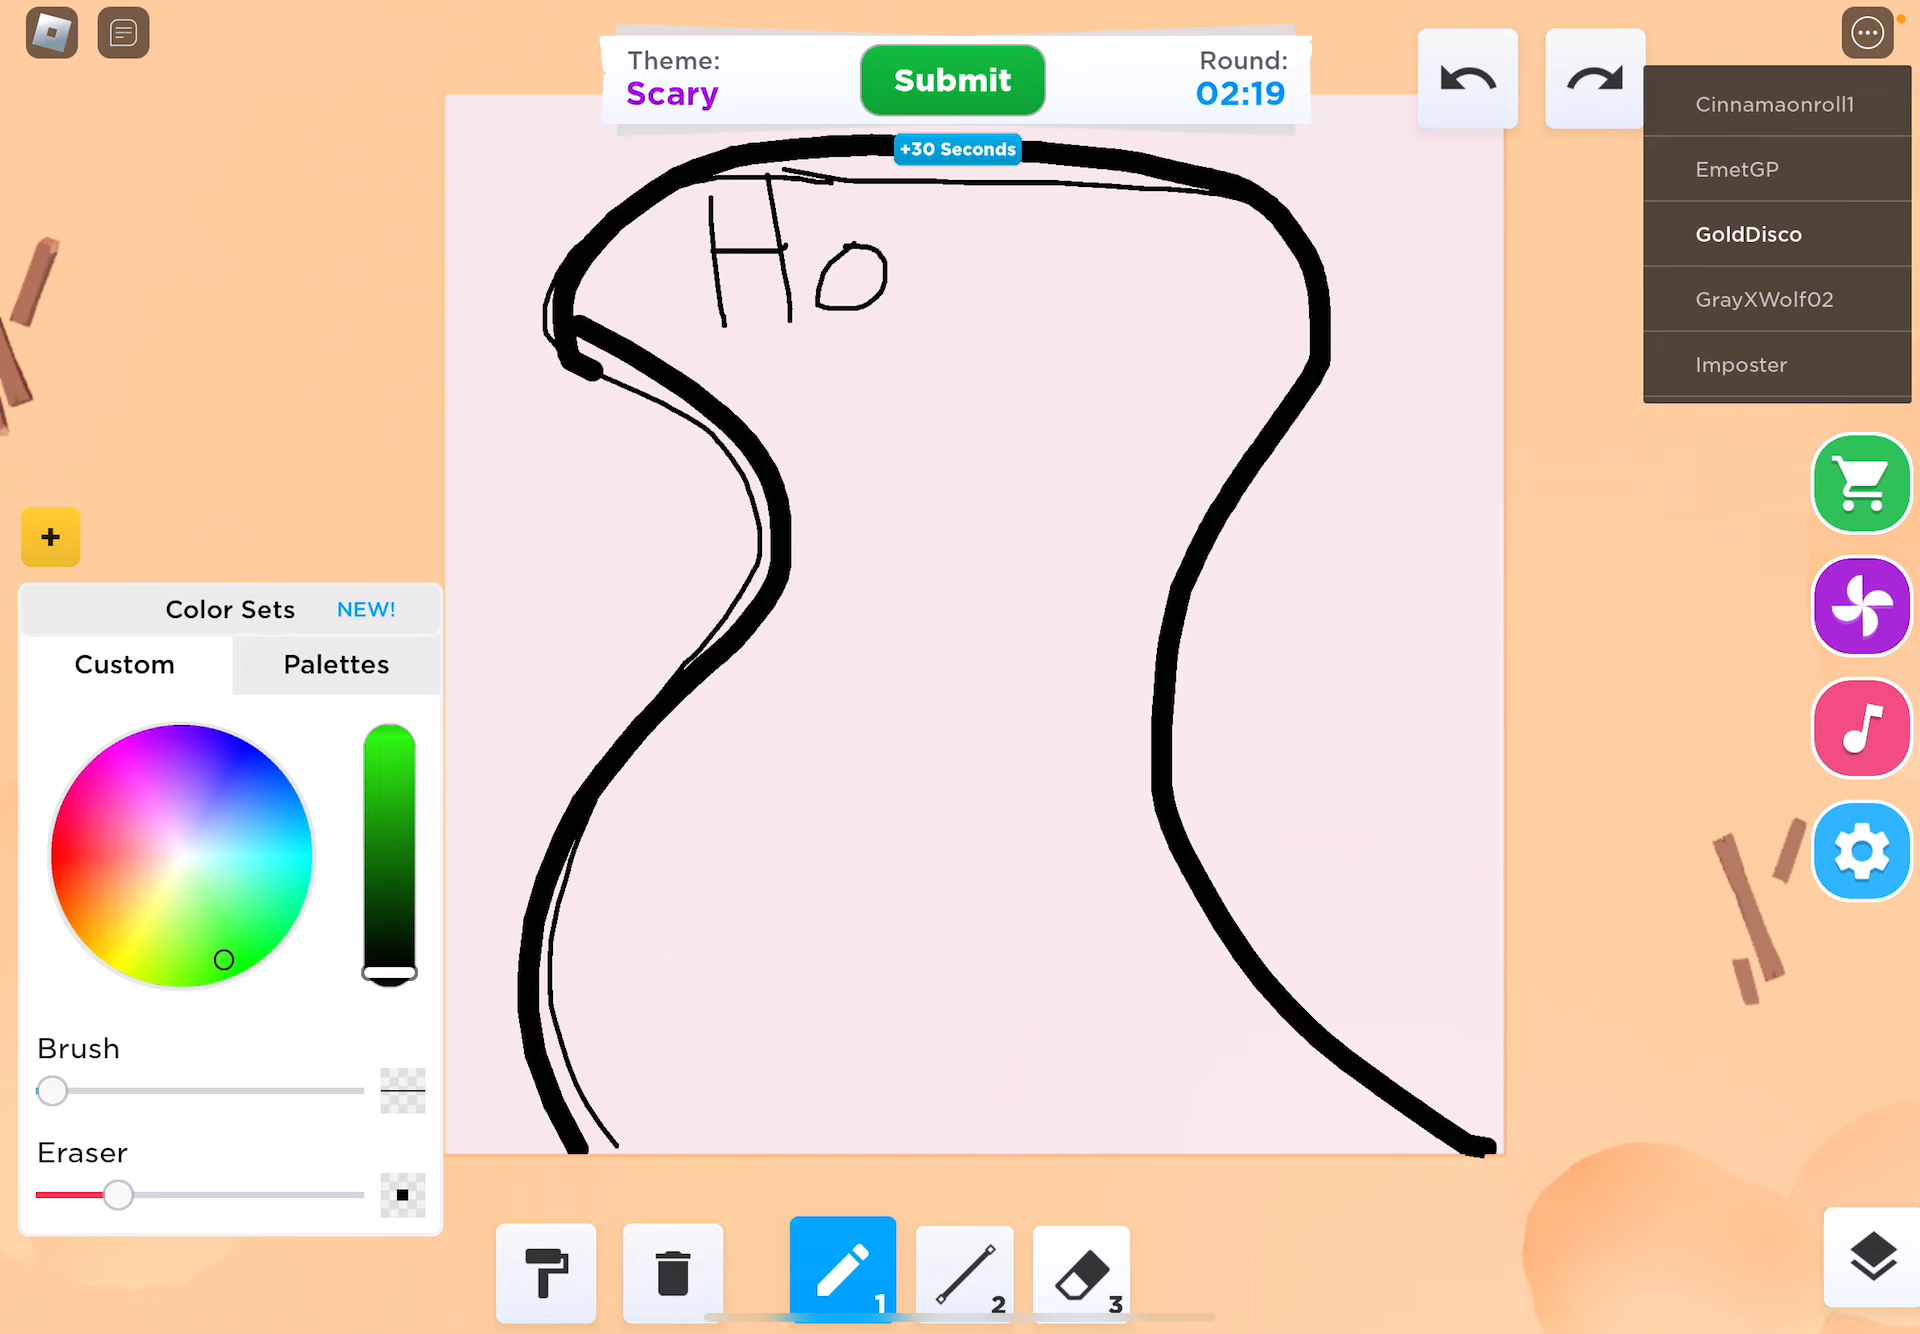 Theme:
Scary
Submit
Round:
02:19
+30 Seconds
Cinnamaonroll1
EmetGP
GoldDisco
GrayXWolf02
Imposter
Ho
+
Color Sets NEW!
Custom Palettes
Brush
Eraser
1 2 3